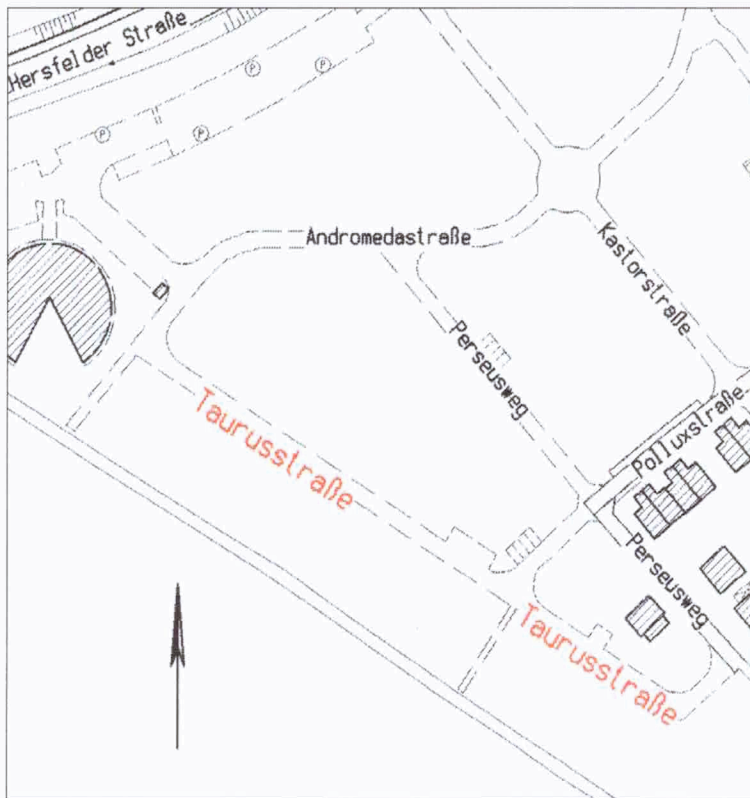 Hersfelder Straße
P
P
P
P
Andromedastraße
Kastorstraße
Perseusweg
Taurusstraße
Polluxstraße
Perseusweg
Taurusstraße